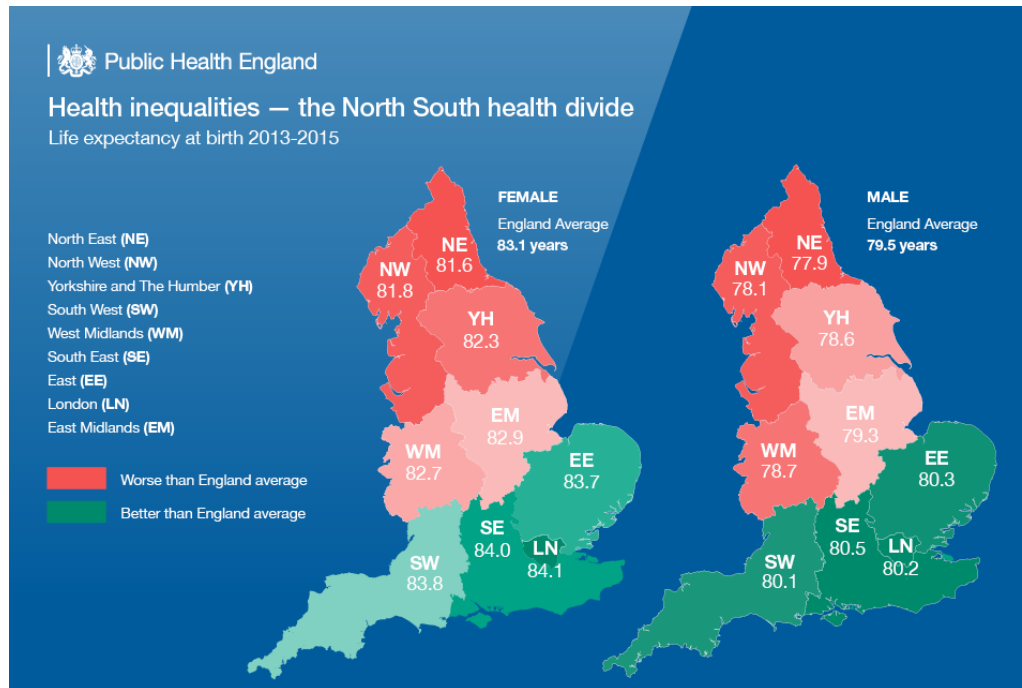 Public Health England
Health inequalities — the North South health divide
Life expectancy at birth 2013-2015
North East (NE)
North West (NW)
Yorkshire and The Humber (YH)
South West (SW)
West Midlands (WM)
South East (SE)
East (EE)
London (LN)
East Midlands (EM)
Worse than England average
Better than England average
FEMALE
England Average
83.1 years
NE
81.6
NW
81.8
YH
82.3
EM
82.9
WM
82.7
EE
83.7
SE
84.0
LN
84.1
SW
83.8
MALE
England Average
79.5 years
NE
77.9
NW
78.1
YH
78.6
EM
79.3
WM
78.7
EE
80.3
SE
80.5
LN
80.2
SW
80.1